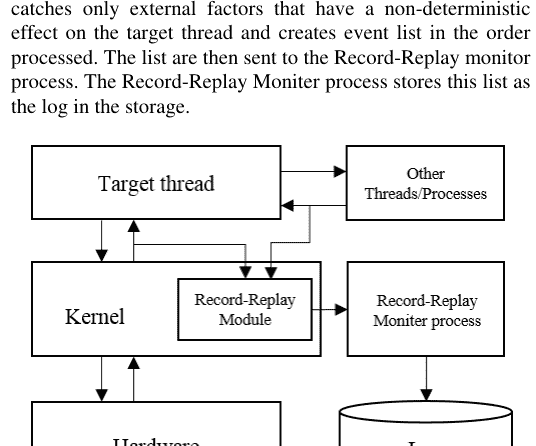 catches only external factors that have a non-deterministic
effect on the target thread and creates event list in the order
processed. The list are then sent to the Record-Replay monitor
process. The Record-Replay Moniter process stores this list as
the log in the storage.
Target thread
Other
Threads/Processes
Kernel
Record-Replay
Module
Record-Replay
Moniter process
Hardware